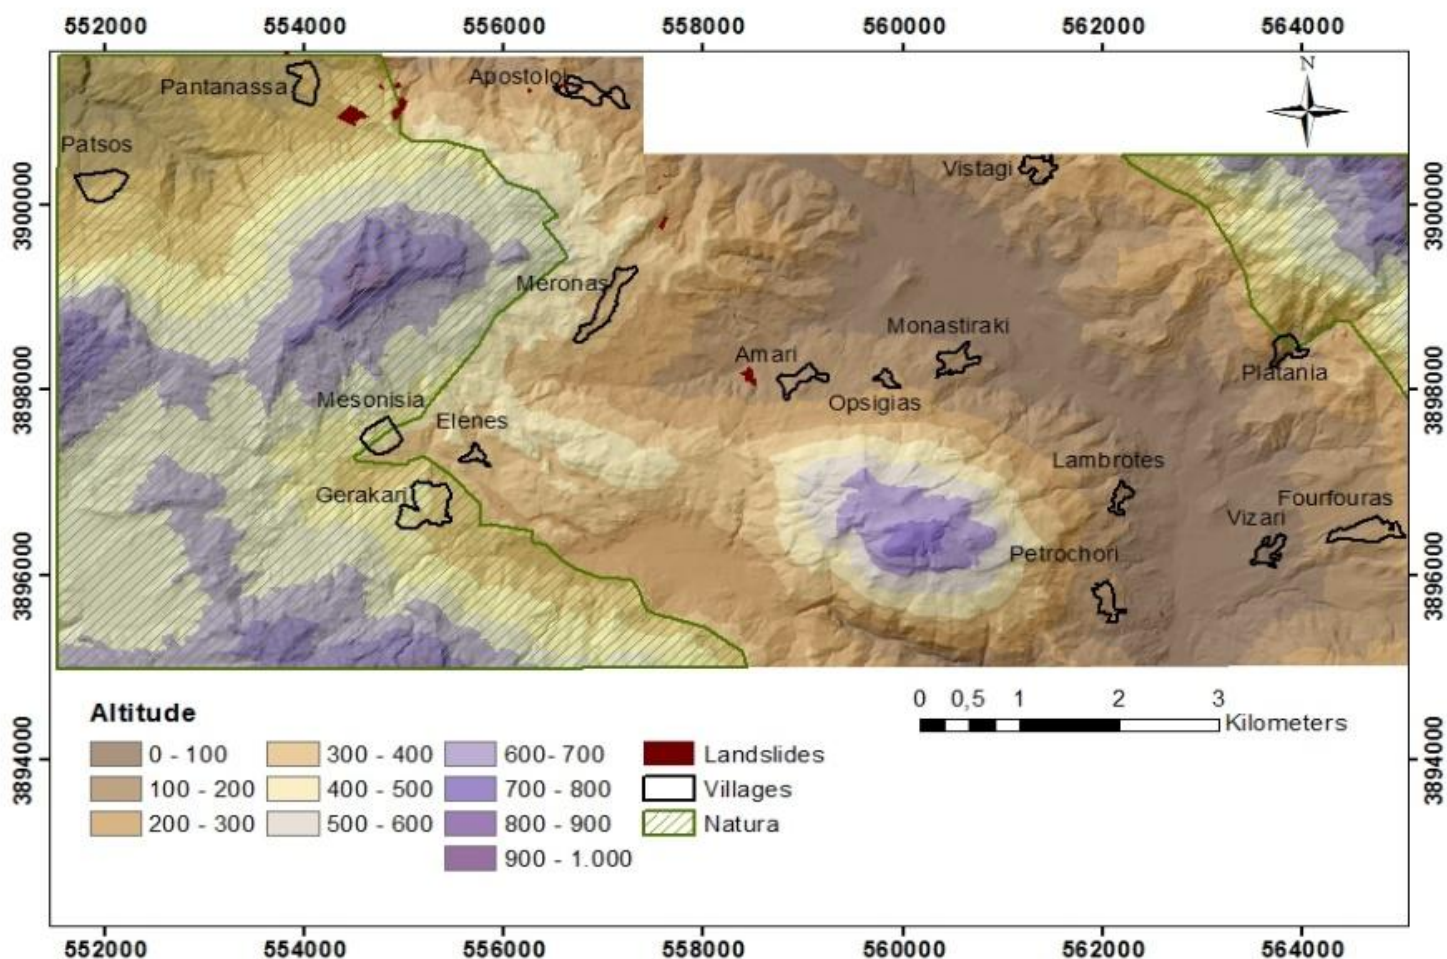 552000 554000 556000 558000 560000 562000 564000
N
Pantanassa
Apostoloi
Patsos
Vistagi
3900000
3900000
Meronas
Monastiraki
Amari
Platania
3898000
3898000
Mesonisia
Opsigias
Elenes
Lambrotes
Gerakari
Fourfouras
Vizari
Petrochori
3896000
3896000
0 0,5 1 2 3
Kilometers
Altitude
0 - 100 300 - 400 600- 700 Landslides
100 - 200 400 - 500 700 - 800 Villages
200 - 300 500 - 600 800 - 900 Natura
900 - 1.000
3894000
3894000
552000 554000 556000 558000 560000 562000 564000